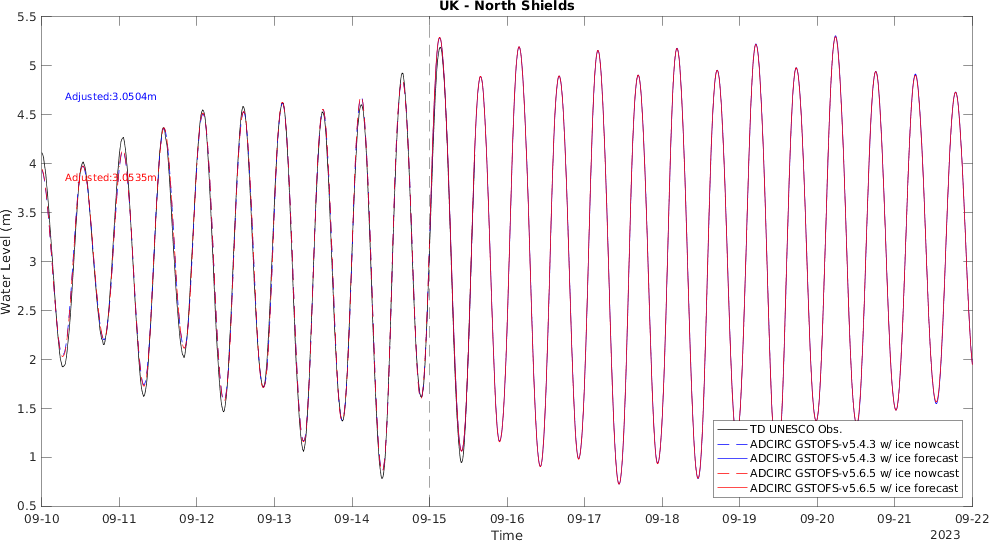 UK - North Shields
5.5
5
4.5
4
3.5
3
2.5
2
1.5
1
0.5
Water Level (m)
Adjusted:3.0504m
Adjusted:3.0535m
TD UNESCO Obs.
ADCIRC GSTOFS-v5.4.3 w/ ice nowcast
ADCIRC GSTOFS-v5.4.3 w/ ice forecast
ADCIRC GSTOFS-v5.6.5 w/ ice nowcast
ADCIRC GSTOFS-v5.6.5 w/ ice forecast
09-10 09-11 09-12 09-13 09-14 09-15 09-16 09-17 09-18 09-19 09-20 09-21 09-22
Time
2023